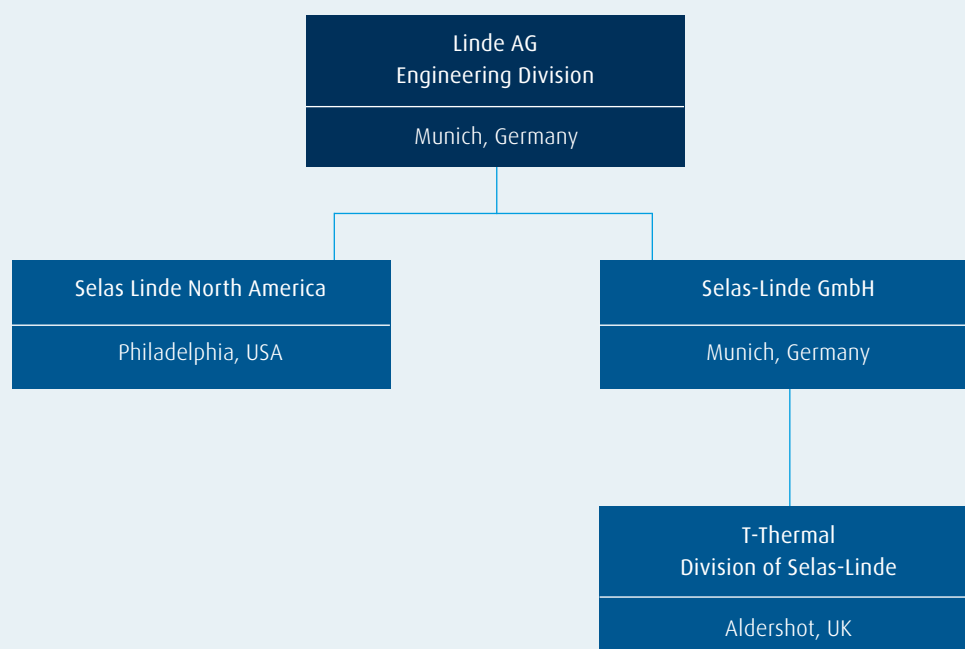 Linde AG
Engineering Division
Munich, Germany
Selas Linde North America
Philadelphia, USA
Selas-Linde GmbH
Munich, Germany
T-Thermal
Division of Selas-Linde
Aldershot, UK